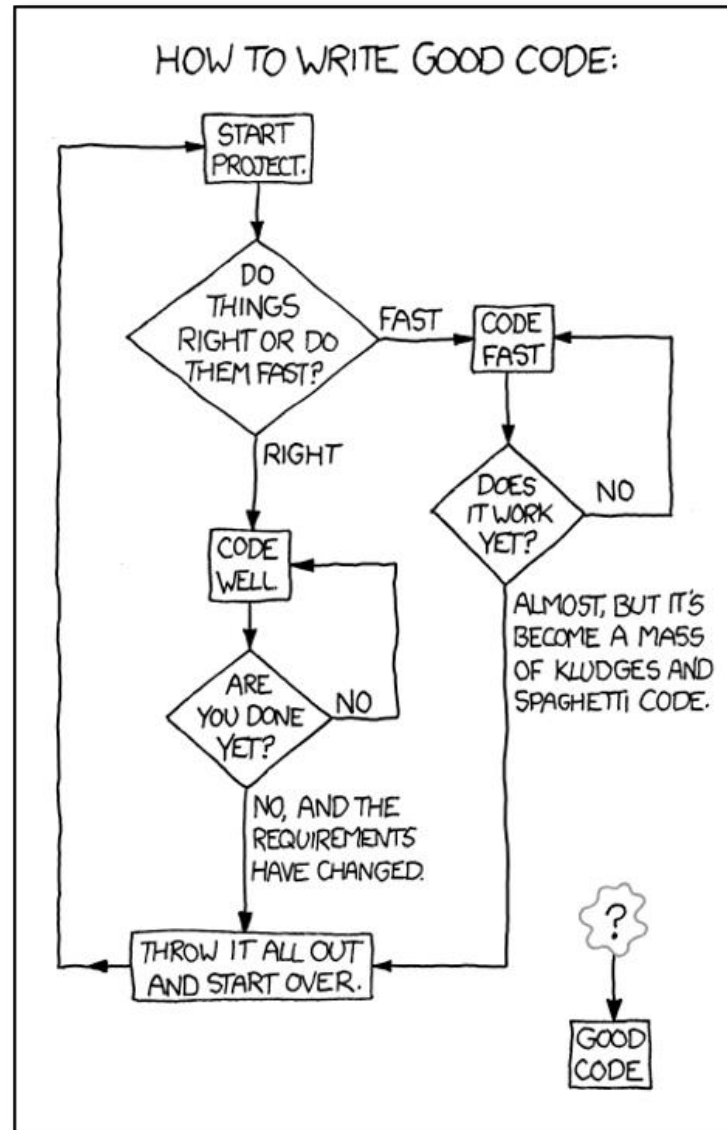 HOW TO WRITE GOOD CODE:
START
PROJECT.
DO
THINGS
RIGHT OR DO
THEM FAST?
FAST
CODE
FAST
RIGHT
DOES
IT WORK
YET?
NO
CODE
WELL.
ALMOST, BUT IT'S
BECOME A MASS
OF KLUDGES AND
SPAGHETTI CODE.
ARE
YOU DONE
YET?
NO
NO, AND THE
REQUIREMENTS
HAVE CHANGED.
THROW IT ALL OUT
AND START OVER.
?
GOOD
CODE